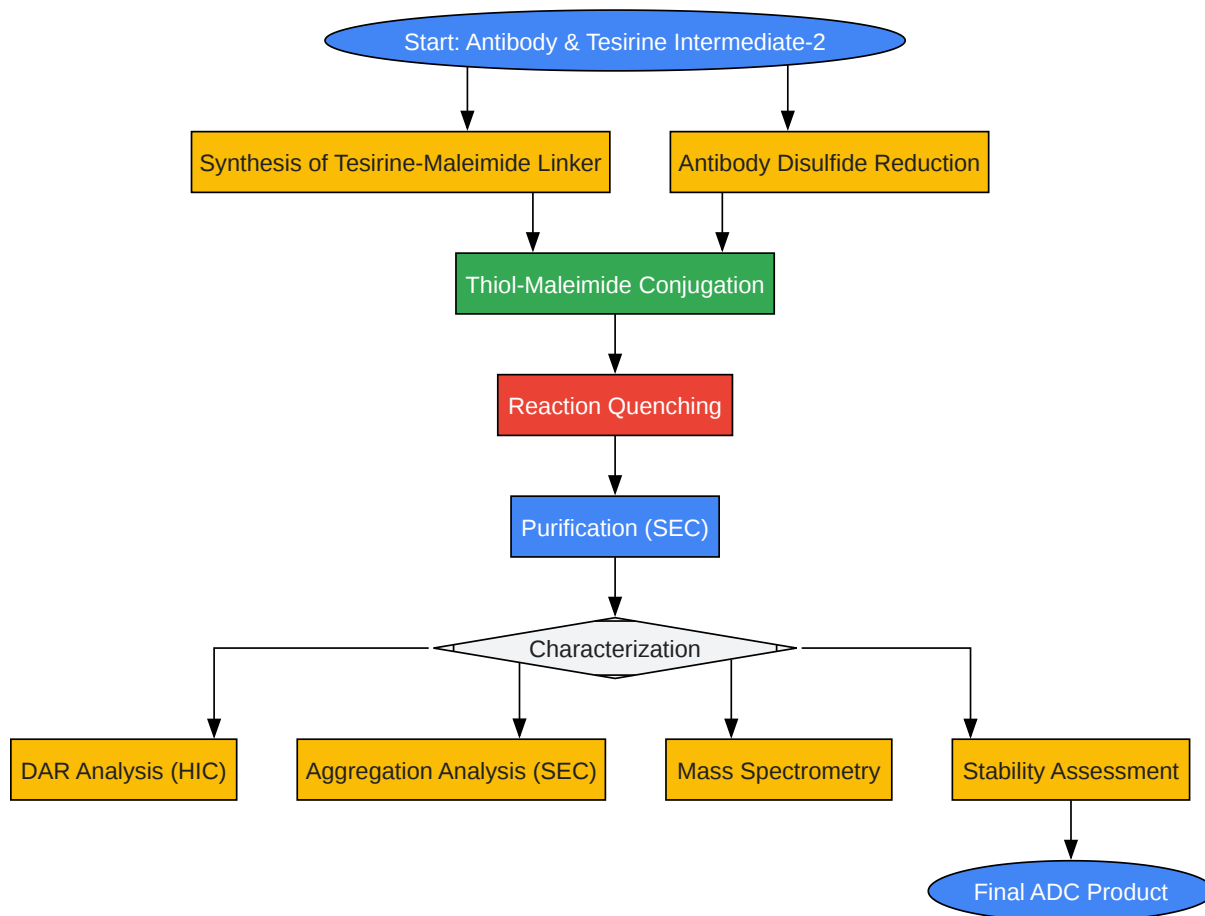 Start: Antibody & Tesirine Intermediate-2
Synthesis of Tesirine-Maleimide Linker
Antibody Disulfide Reduction
Thiol-Maleimide Conjugation
Reaction Quenching
Purification (SEC)
Characterization
DAR Analysis (HIC)
Aggregation Analysis (SEC)
Mass Spectrometry
Stability Assessment
Final ADC Product